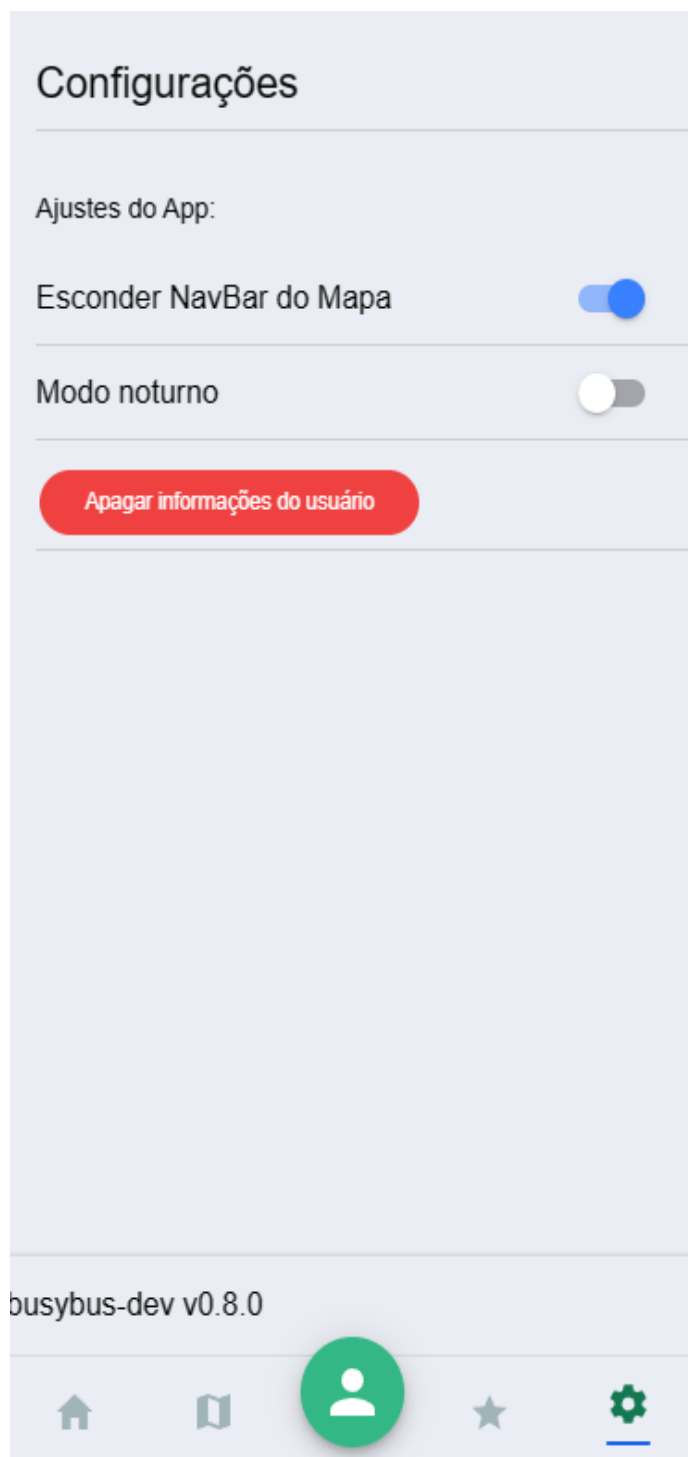 Configurações
Ajustes do App:
Esconder NavBar do Mapa
Modo noturno
Apagar informações do usuário
busybus-dev v0.8.0